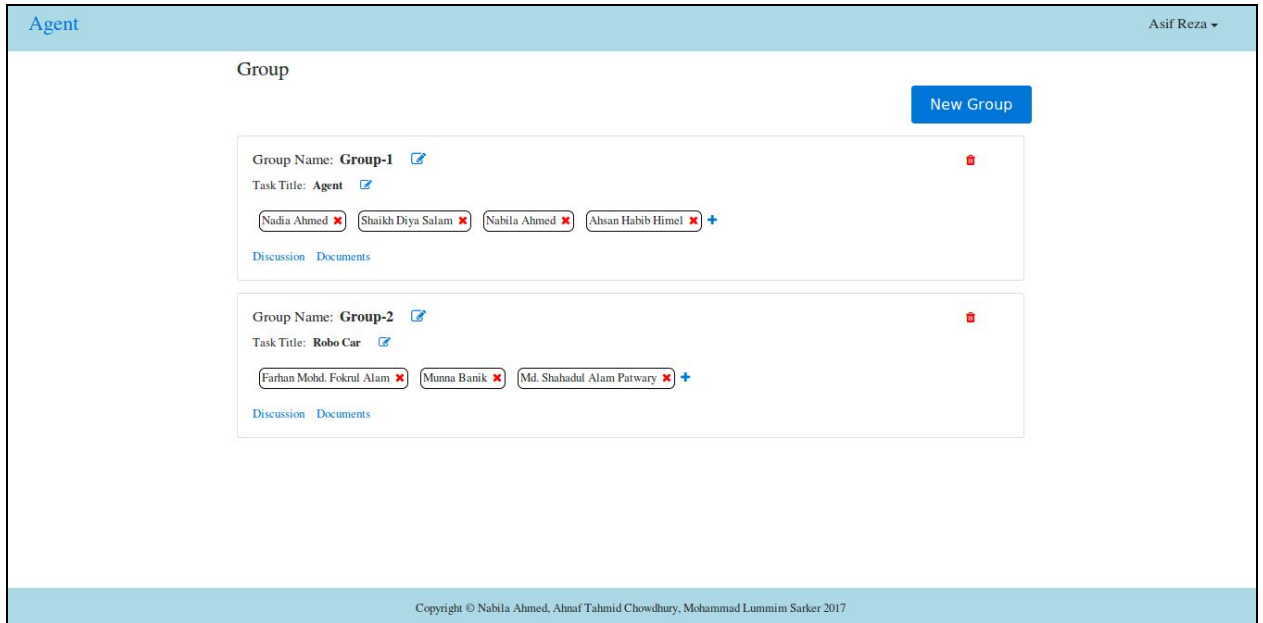 Agent
Asif Reza
Group
New Group
Group Name: Group-1
Task Title: Agent
Nadia Ahmed Shaikh Diya Salam Nabila Ahmed Ahsan Habib Himel
Discussion Documents
Group Name: Group-2
Task Title: Robo Car
Farhan Mohd. Fokrul Alam Munna Banik Md. Shahadul Alam Patwary
Discussion Documents
Copyright © Nabila Ahmed, Ahnaf Tahmid Chowdhury, Mohammad Lummim Sarker 2017